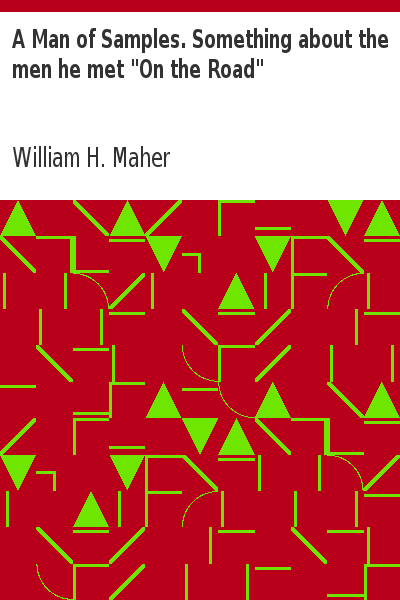 A Man of Samples. Something about the
men he met "On the Road"
William H. Maher